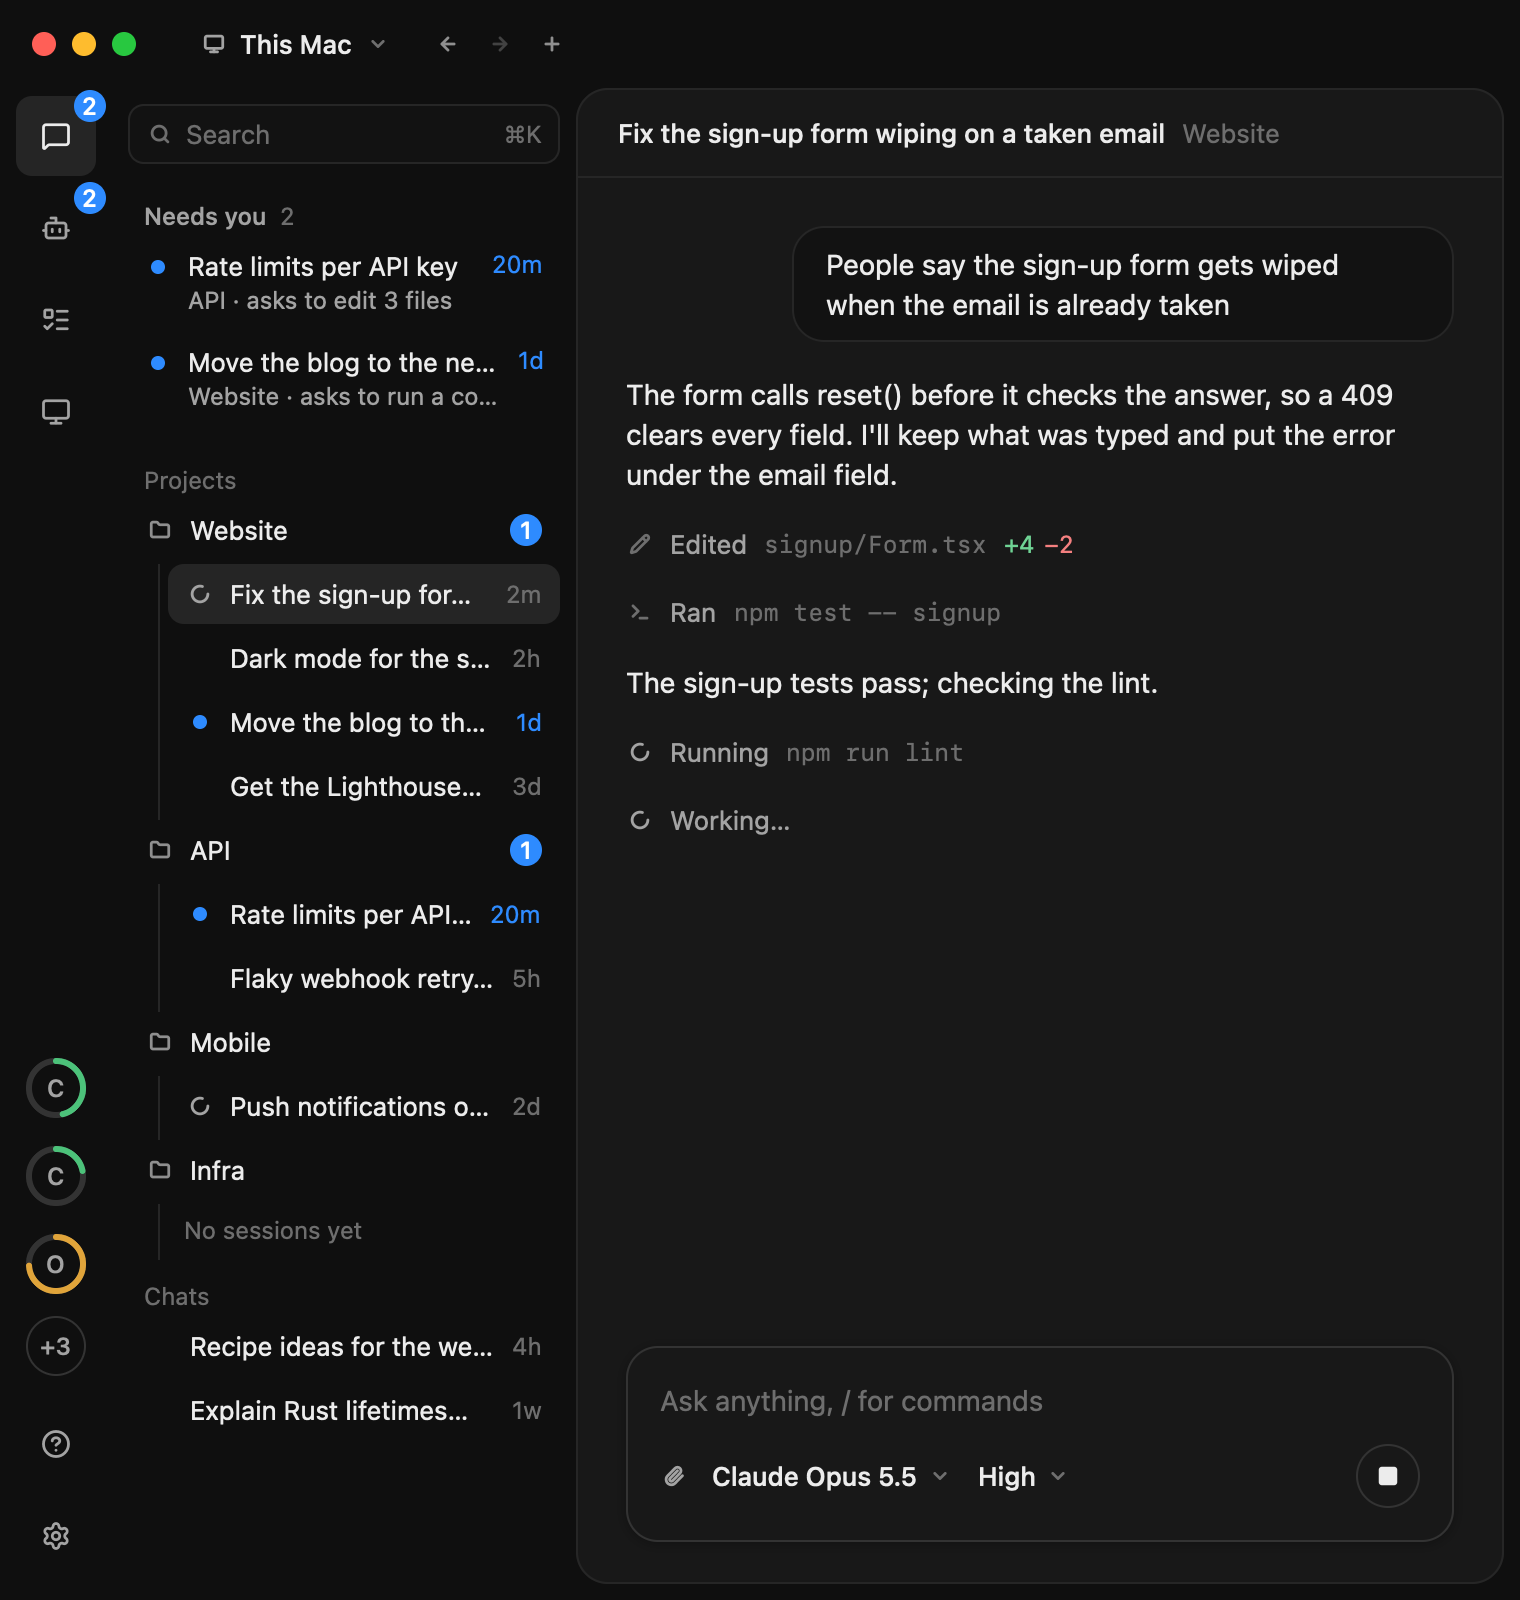 This Mac
2
Search ⌘K
2
Needs you 2
Rate limits per API key 20m
API · asks to edit 3 files
Move the blog to the ne... 1d
Website · asks to run a co...
Projects
Website 1
Fix the sign-up for... 2m
Dark mode for the s... 2h
Move the blog to th... 1d
Get the Lighthouse... 3d
API 1
Rate limits per API... 20m
Flaky webhook retry... 5h
Mobile
Push notifications o... 2d
Infra
No sessions yet
Chats
Recipe ideas for the we... 4h
Explain Rust lifetimes... 1w
C
C
O
+3
Fix the sign-up form wiping on a taken email Website
People say the sign-up form gets wiped
when the email is already taken
The form calls reset() before it checks the answer, so a 409
clears every field. I'll keep what was typed and put the error
under the email field.
Edited signup/Form.tsx +4 −2
Ran npm test -- signup
The sign-up tests pass; checking the lint.
Running npm run lint
Working...
Ask anything, / for commands
Claude Opus 5.5 High